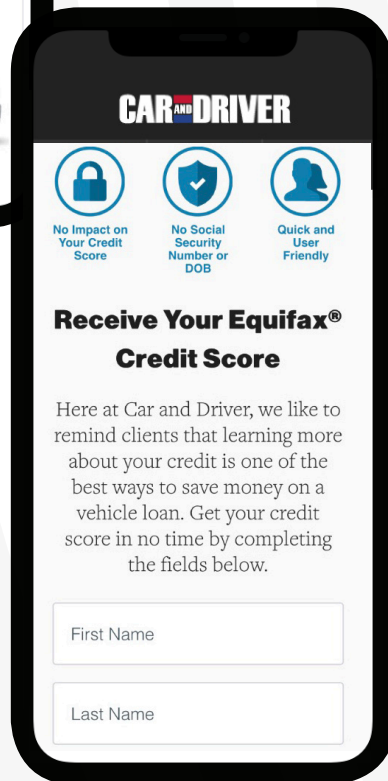 CAR AND DRIVER
No Impact on
Your Credit
Score
No Social
Security
Number or
DOB
Quick and
User
Friendly
Receive Your Equifax®
Credit Score
Here at Car and Driver, we like to
remind clients that learning more
about your credit is one of the
best ways to save money on a
vehicle loan. Get your credit
score in no time by completing
the fields below.
First Name
Last Name